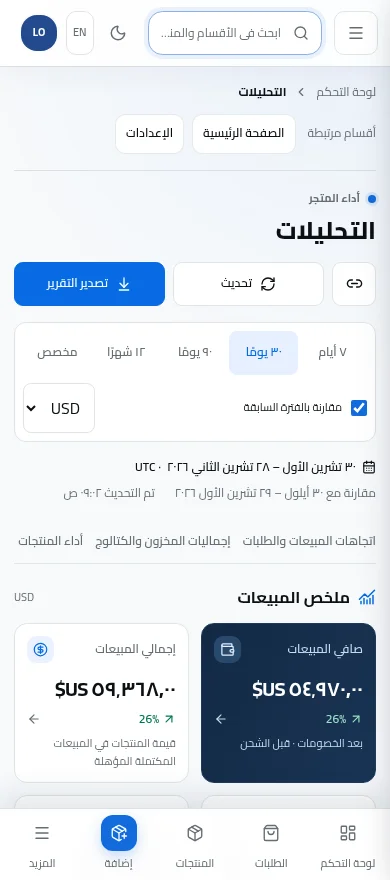 ابحث في الأقسام والمنـ...
EN
LO
لوحة التحكم
التحليلات
أقسام مرتبطة
الصفحة الرئيسية
الإعدادات
أداء المتجر
التحليلات
تحديث
تصدير التقرير
٧ أيام
٣٠ يومًا
٩٠ يومًا
١٢ شهرًا
مخصص
مقارنة بالفترة السابقة
USD
٣٠ تشرين الأول – ٢٨ تشرين الثاني ٢٠٢٦ · UTC
مقارنة مع ٣٠ أيلول – ٢٩ تشرين الأول ٢٠٢٦
تم التحديث ٠٩:٠٢ ص
اتجاهات المبيعات والطلبات
إجماليات المخزون والكتالوج
أداء المنتجات
ملخص المبيعات
USD
صافي المبيعات
$US ٥٤,٩٧٠,٠٠
26%
بعد الخصومات · قبل الشحن
إجمالي المبيعات
$US ٥٩,٣٦٨,٠٠
26%
قيمة المنتجات في المبيعات
المكتملة المؤهلة
لوحة التحكم
الطلبات
المنتجات
إضافة
المزيد